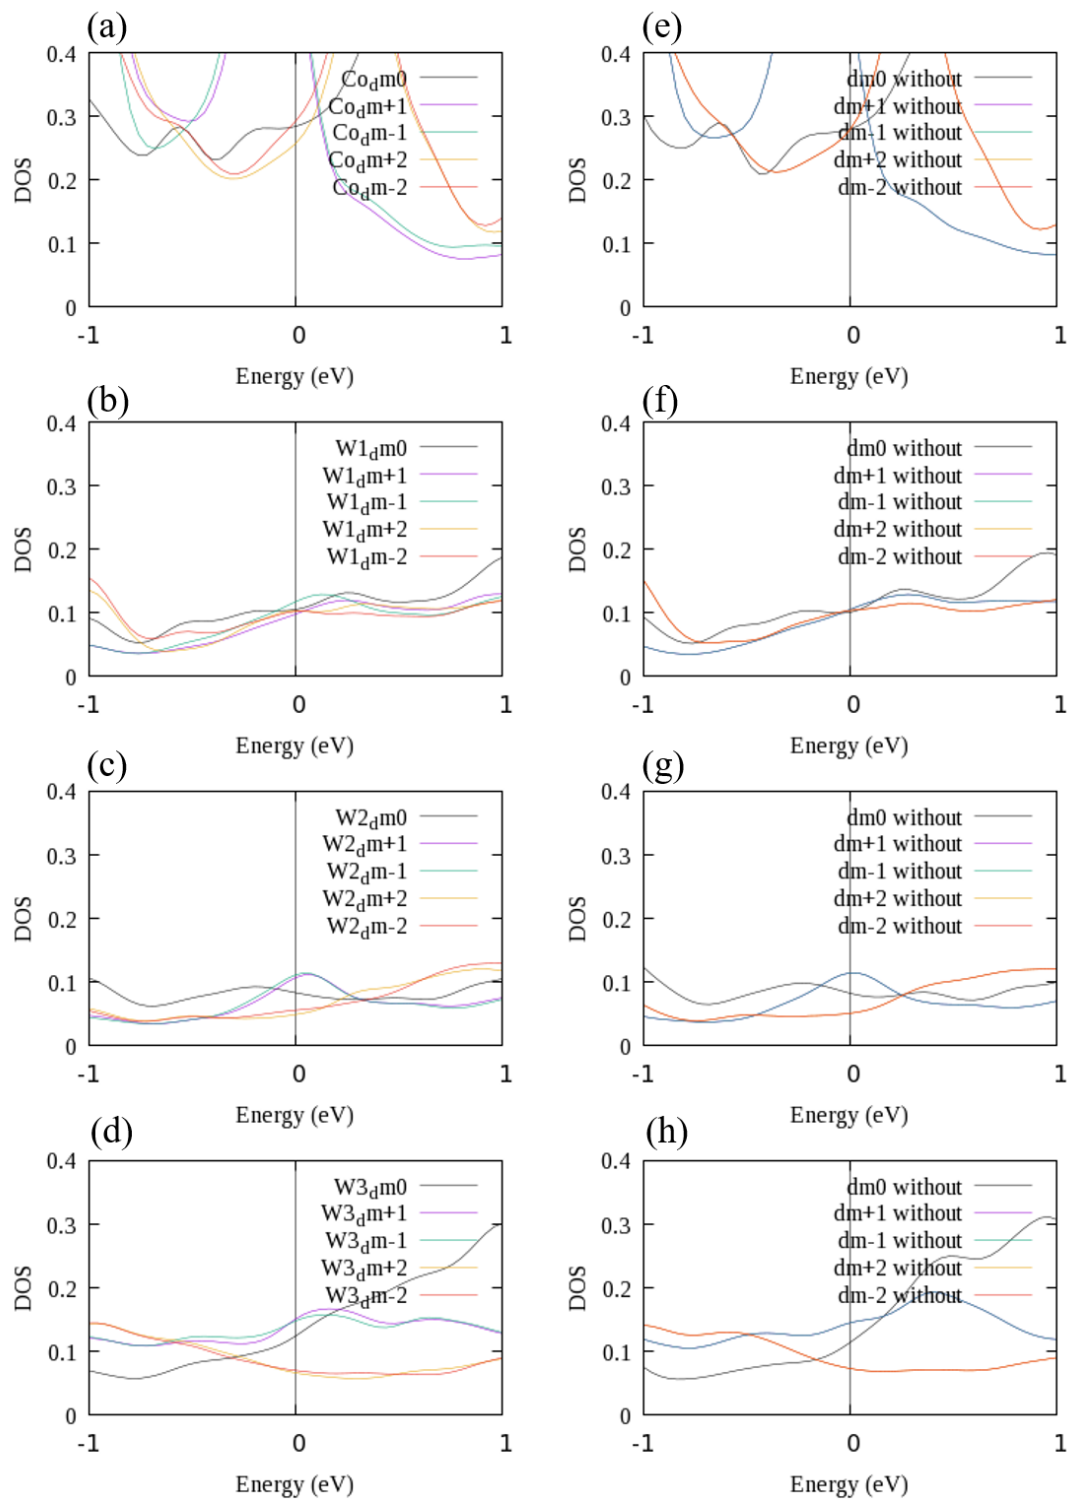 (a)
(e)
0.4
0.3
0.2
0.1
0
DOS
Co_dm0
Co_dm+1
Co_dm-1
Co_dm+2
Co_dm-2
-1
0
1
Energy (eV)
0.4
0.3
0.2
0.1
0
DOS
dm0 without
dm+1 without
dm-1 without
dm+2 without
dm-2 without
-1
0
1
Energy (eV)
(b)
(f)
0.4
0.3
0.2
0.1
0
DOS
W1_dm0
W1_dm+1
W1_dm-1
W1_dm+2
W1_dm-2
-1
0
1
Energy (eV)
0.4
0.3
0.2
0.1
0
DOS
dm0 without
dm+1 without
dm-1 without
dm+2 without
dm-2 without
-1
0
1
Energy (eV)
(c)
(g)
0.4
0.3
0.2
0.1
0
DOS
W2_dm0
W2_dm+1
W2_dm-1
W2_dm+2
W2_dm-2
-1
0
1
Energy (eV)
0.4
0.3
0.2
0.1
0
DOS
dm0 without
dm+1 without
dm-1 without
dm+2 without
dm-2 without
-1
0
1
Energy (eV)
(d)
(h)
0.4
0.3
0.2
0.1
0
DOS
W3_dm0
W3_dm+1
W3_dm-1
W3_dm+2
W3_dm-2
-1
0
1
Energy (eV)
0.4
0.3
0.2
0.1
0
DOS
dm0 without
dm+1 without
dm-1 without
dm+2 without
dm-2 without
-1
0
1
Energy (eV)